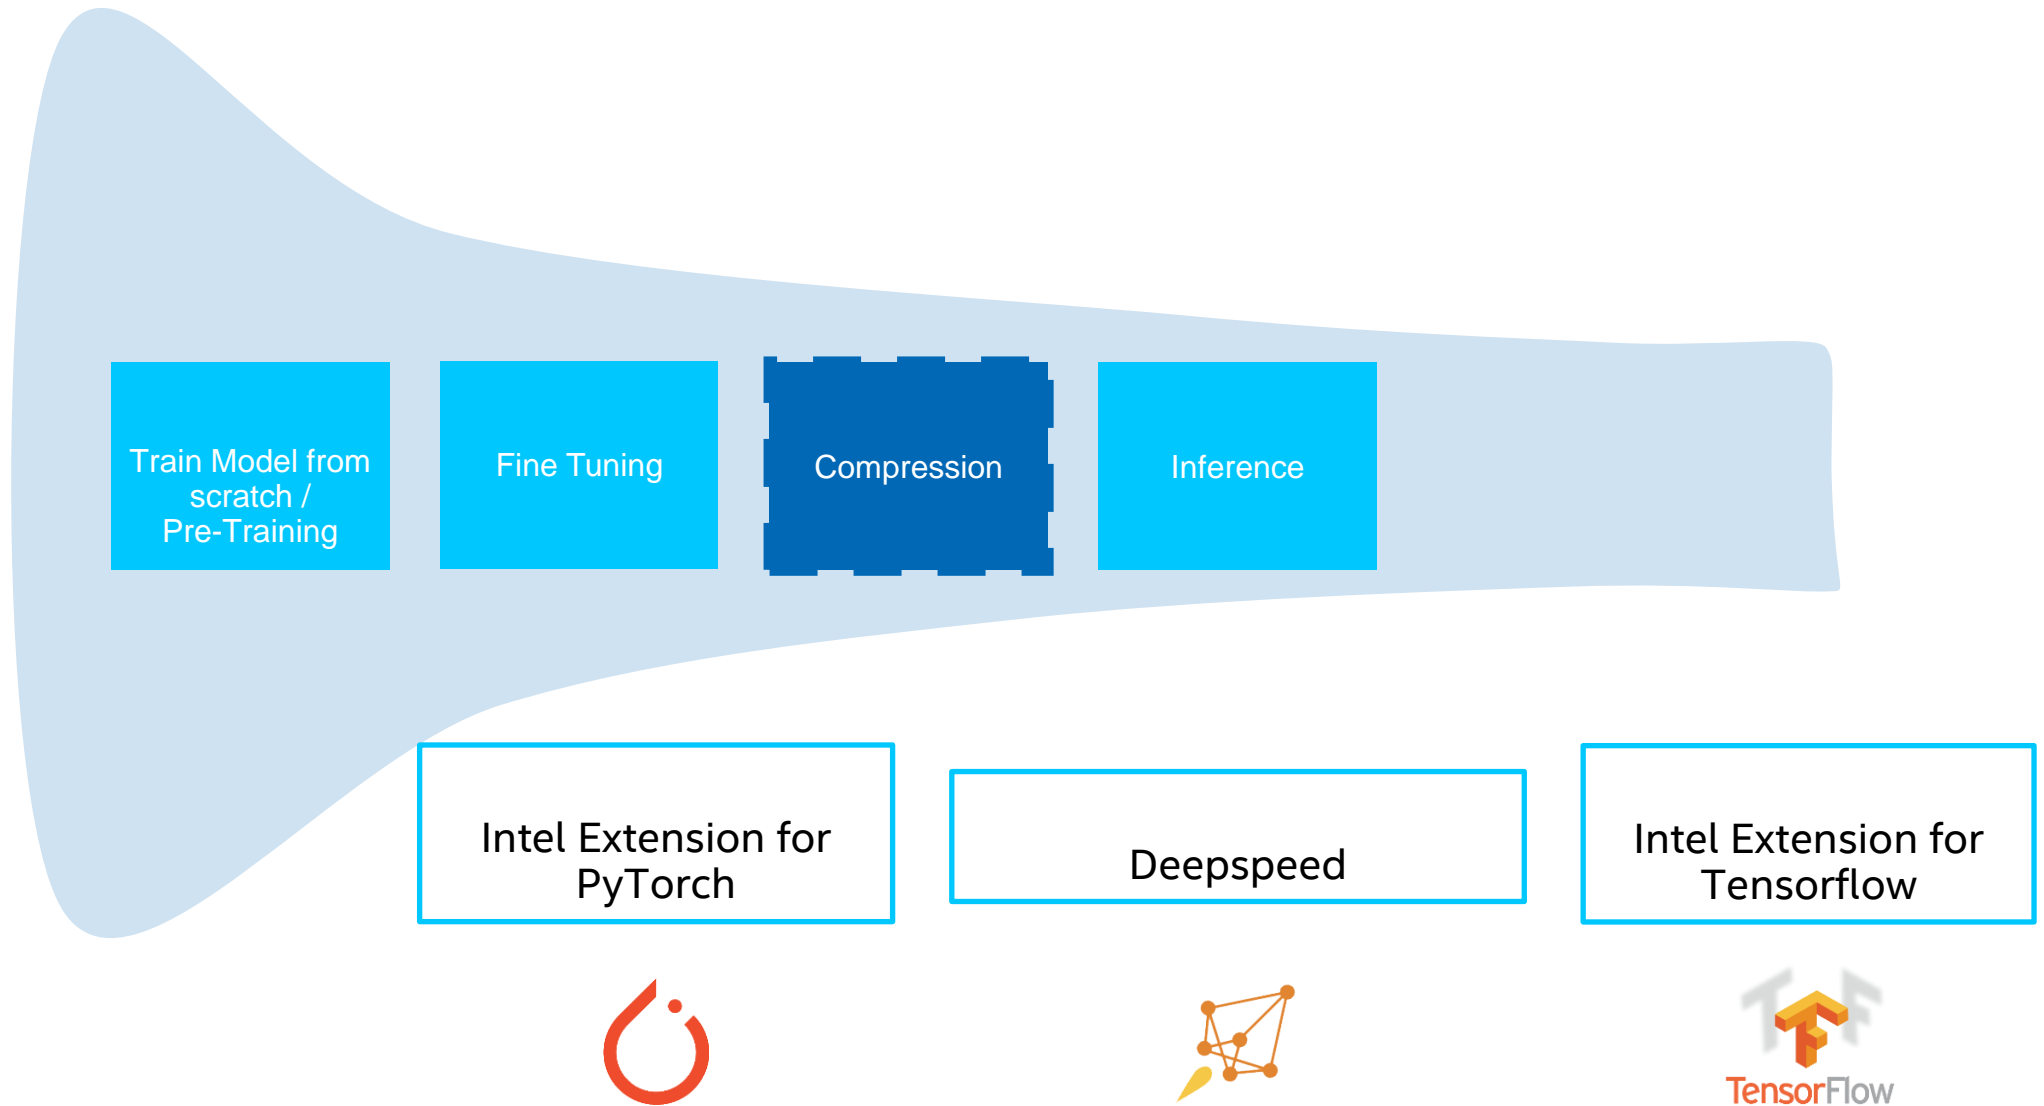 Train Model from
scratch /
Pre-Training
Fine Tuning
Compression
Inference
Intel Extension for
PyTorch
Deepspeed
Intel Extension for
Tensorflow
TensorFlow